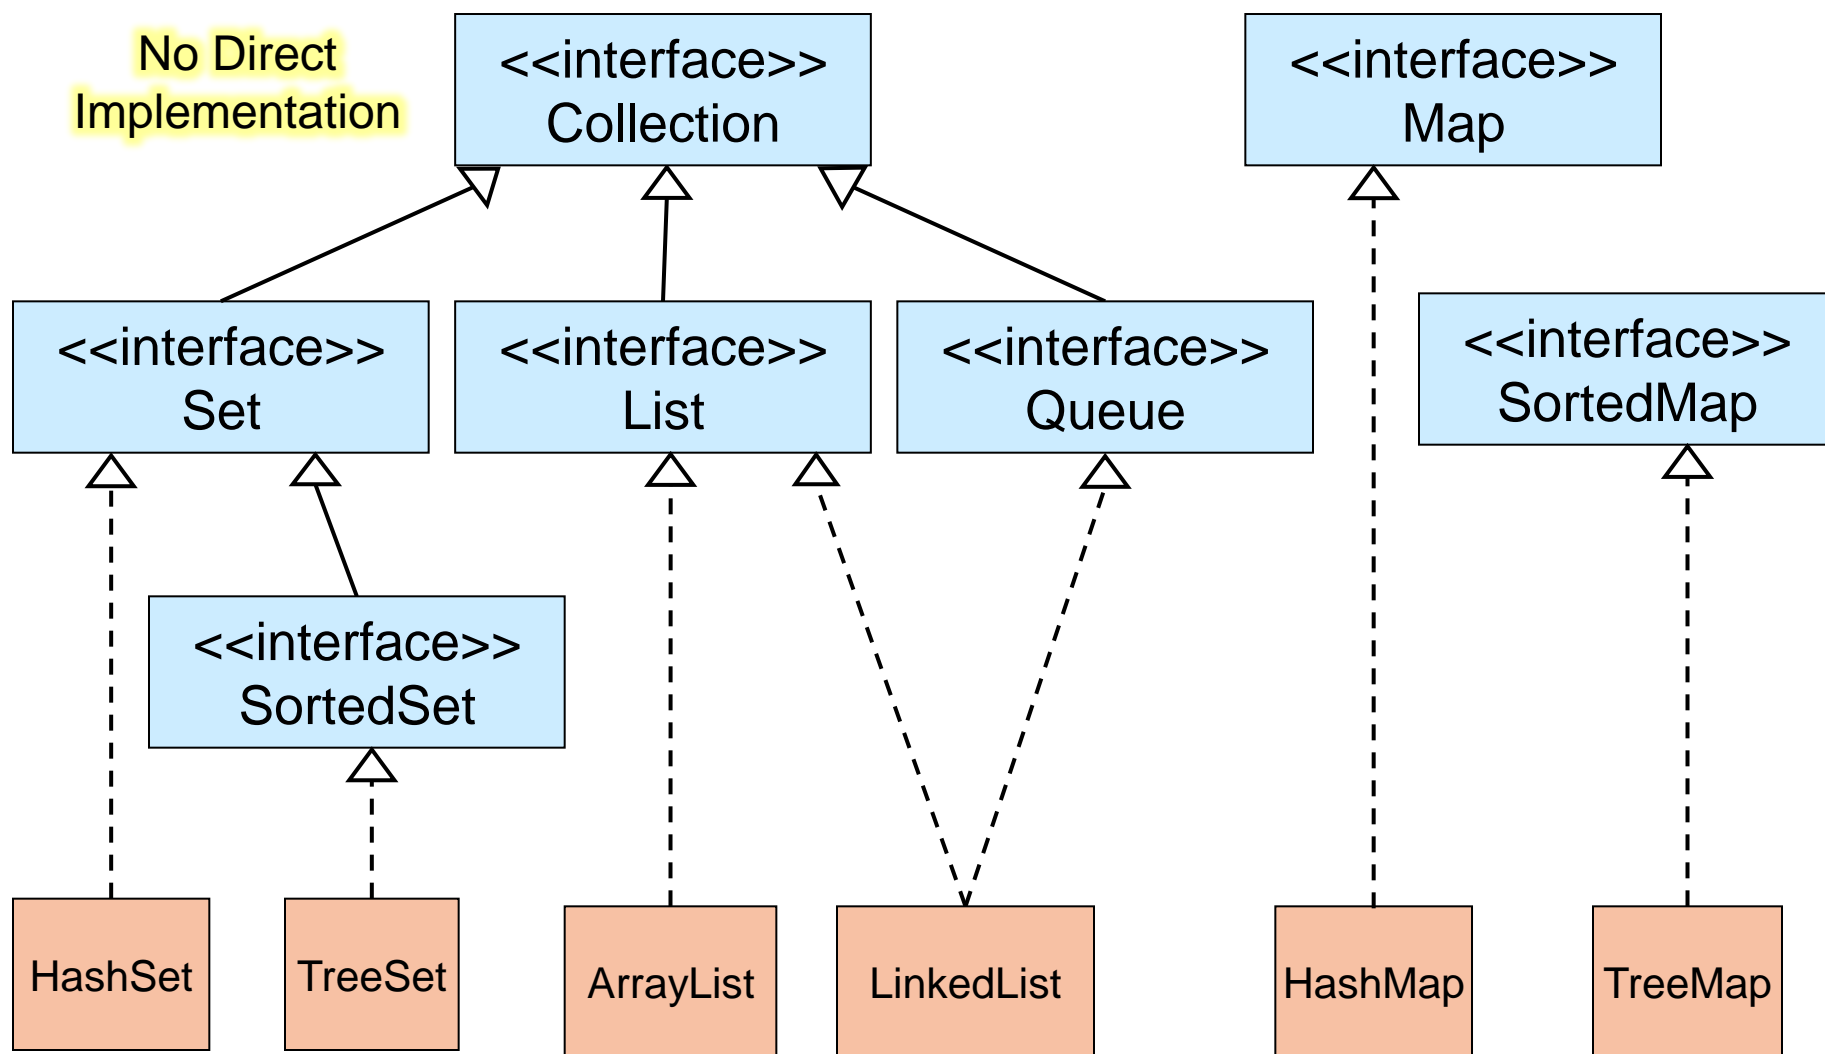 No Direct
Implementation
<<interface>>
Collection
<<interface>>
Map
<<interface>>
Set
<<interface>>
List
<<interface>>
Queue
<<interface>>
SortedMap
<<interface>>
SortedSet
HashSet
TreeSet
ArrayList
LinkedList
HashMap
TreeMap